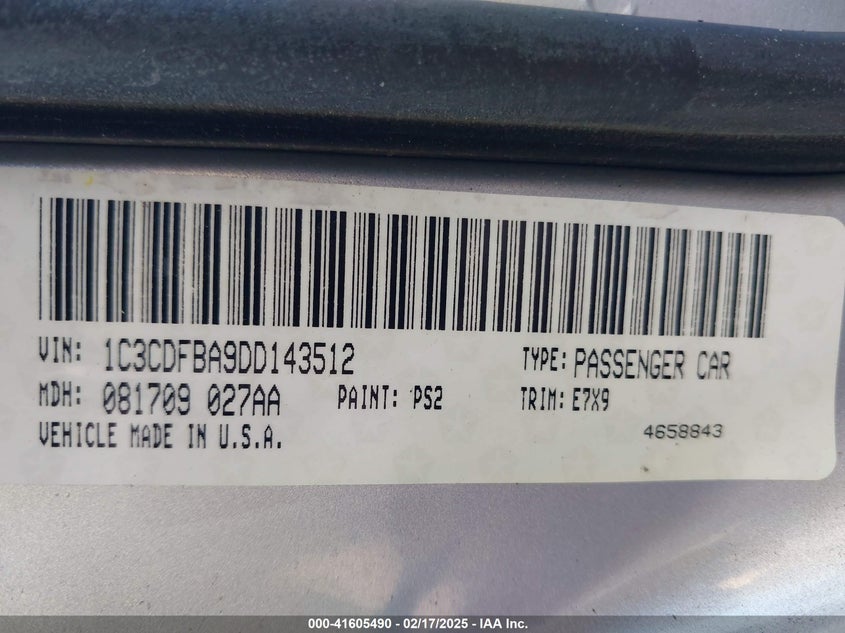 VIN: 1C3CDFBA9DD143512 TYPE: PASSENGER CAR
MDH: 081709 027AA PAINT: PS2 TRIM: E7X9
VEHICLE MADE IN U.S.A. 4658843
000-41605490 - 02/17/2025 - IAA Inc.